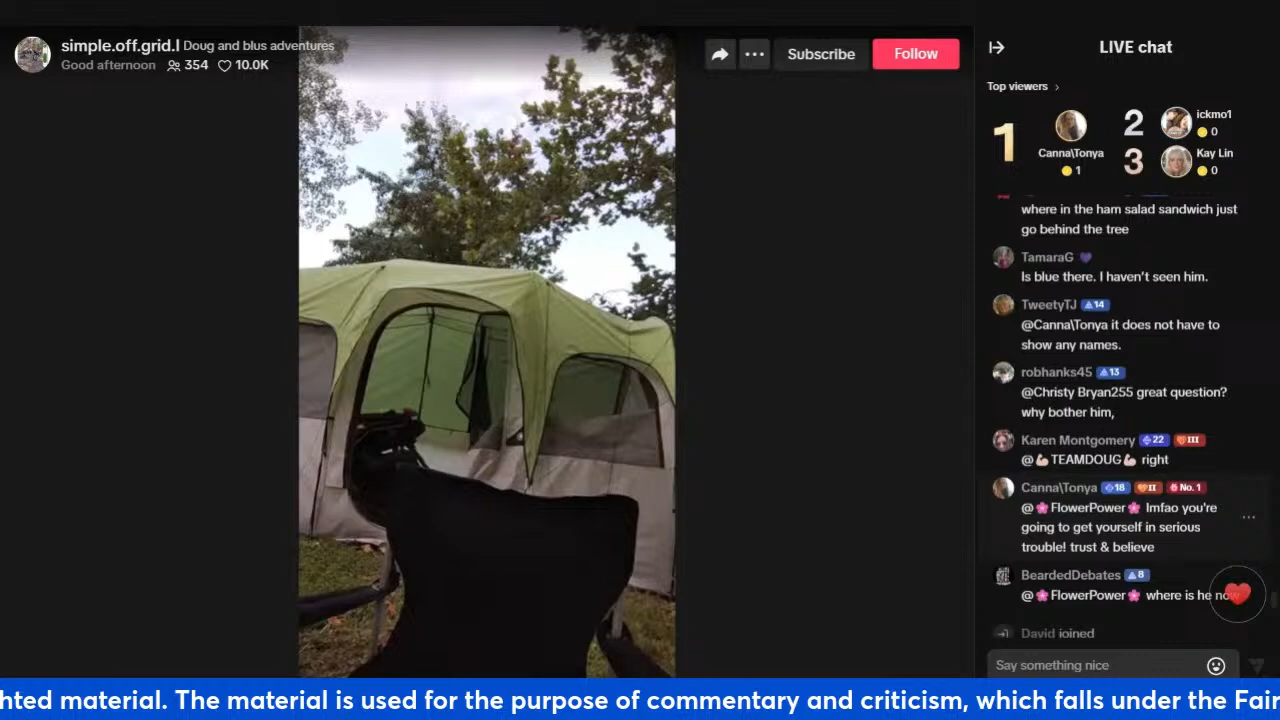 simple.off.grid.l Doug and blus adventures
Good afternoon 354 10.0K
Subscribe
Follow
LIVE chat
Top viewers
1
Canna\Tonya
1
2
ickmo1
0
3
Kay Lin
0
where in the ham salad sandwich just
go behind the tree
TamaraG 💜
Is blue there. I haven't seen him.
TweetyTJ 14
@Canna\Tonya it does not have to
show any names.
robhanks45 13
@Christy Bryan255 great question?
why bother him,
Karen Montgomery 22 III
@💪🏻TEAMDOUG💪🏻 right
Canna\Tonya 18 II No. 1
@🌸FlowerPower🌸 lmfao you're
going to get yourself in serious
trouble! trust & believe
BeardedDebates 8
@🌸FlowerPower🌸 where is he now
David joined
Say something nice
hted material. The material is used for the purpose of commentary and criticism, which falls under the Fair